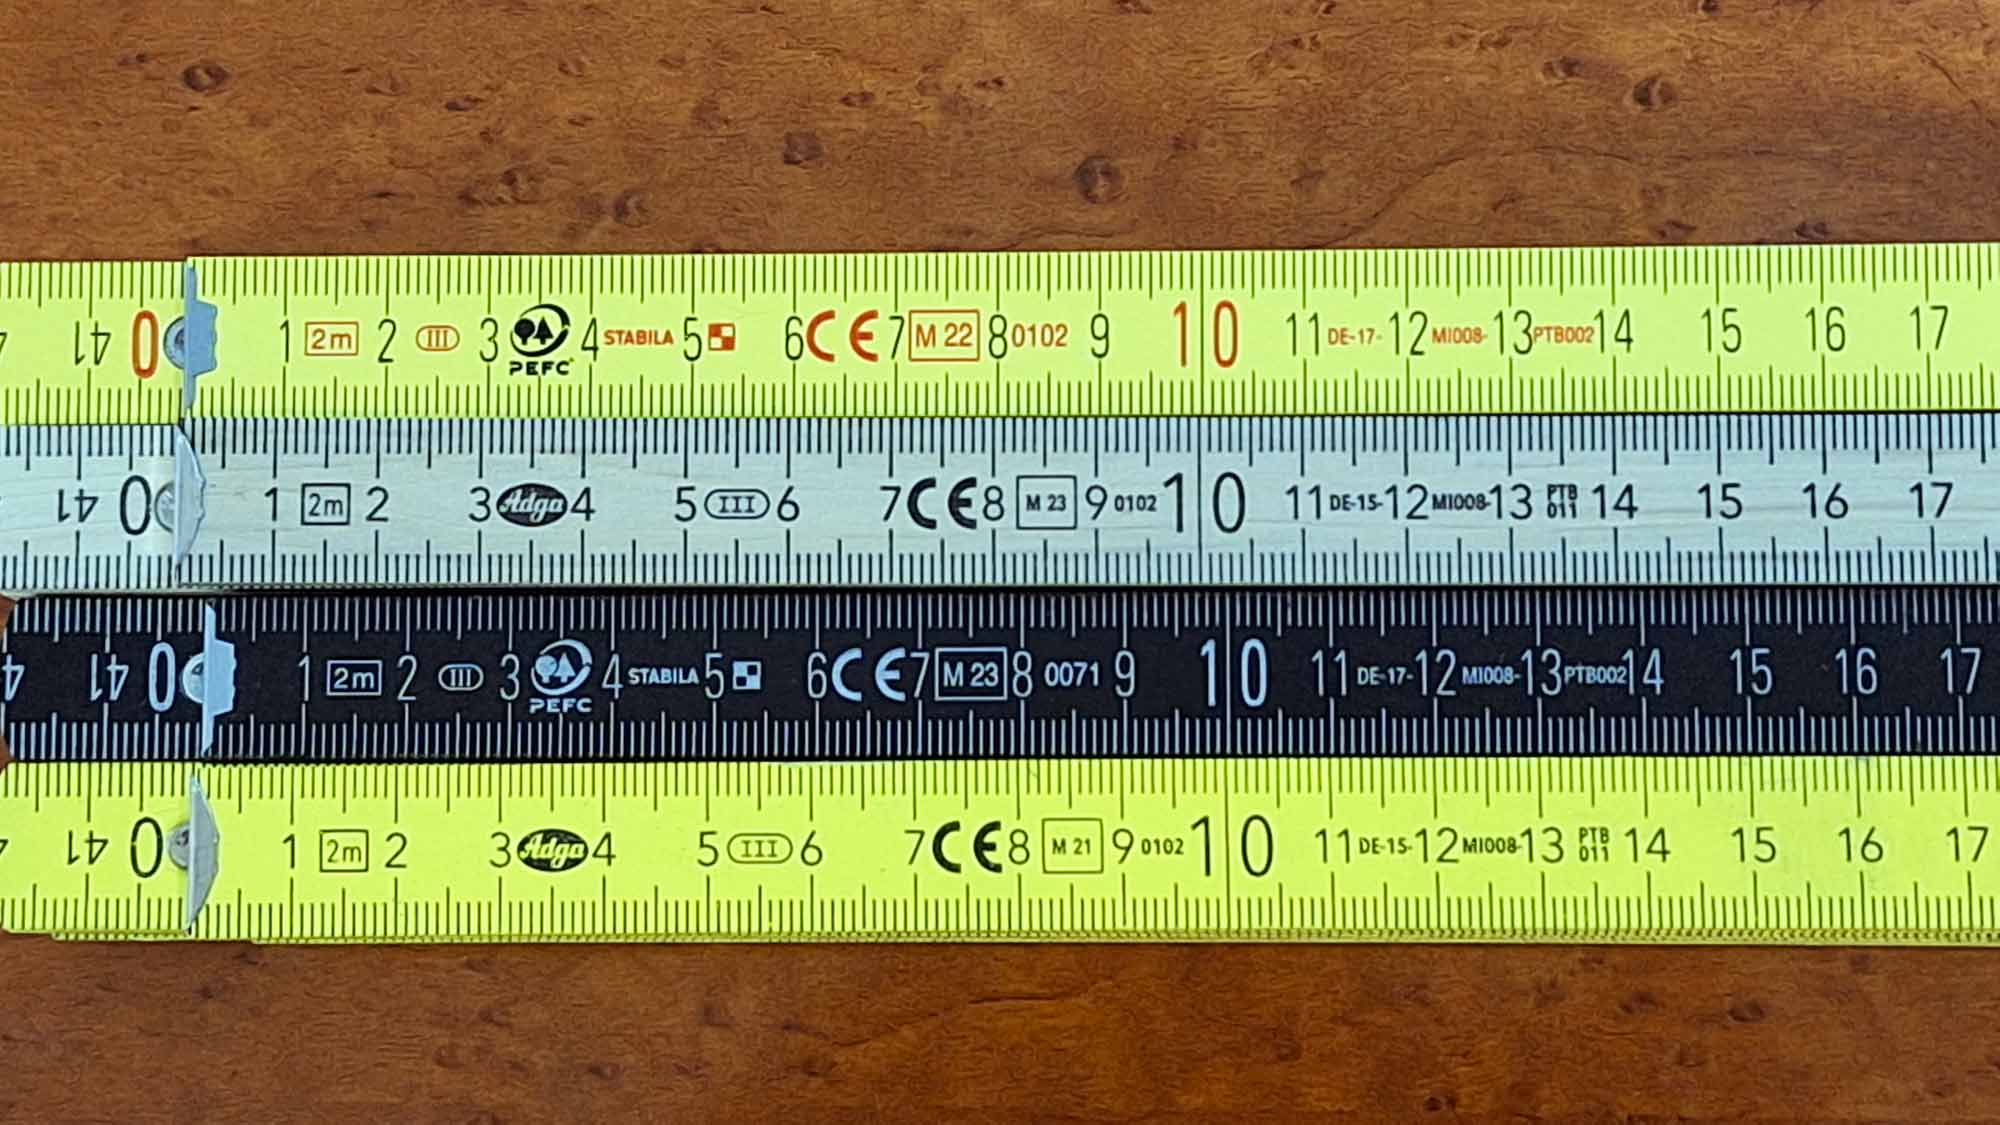 41 0 1 2m 2 III 3 PEFC 4 STABILA 5 6 CE 7 M 22 8 0102 9 10 11 DE-17- 12 MI008- 13 PTB002 14 15 16 17
41 0 1 2m 2 3 Adga 4 5 III 6 7 CE 8 M 23 9 0102 10 11 DE-15- 12 MI008- 13 PTB 011 14 15 16 17
4 41 0 1 2m 2 III 3 PEFC 4 STABILA 5 6 CE 7 M 23 8 0071 9 10 11 DE-17- 12 MI008- 13 PTB002 14 15 16 17
41 0 1 2m 2 3 Adga 4 5 III 6 7 CE 8 M 21 9 0102 10 11 DE-15- 12 MI008- 13 PTB 011 14 15 16 17